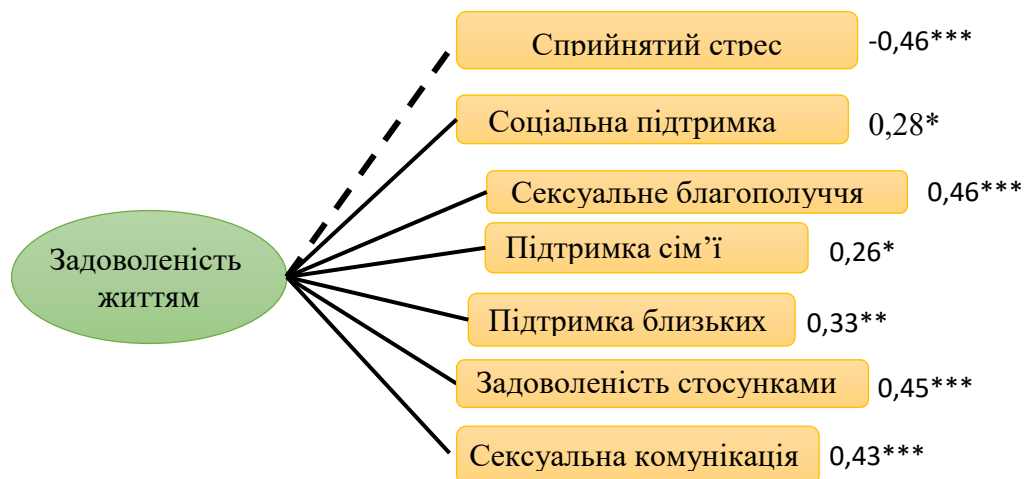 Сприйнятий стрес -0,46***
Соціальна підтримка 0,28*
Сексуальне благополуччя 0,46***
Підтримка сім’ї 0,26*
Задоволеність
життям
Підтримка близьких 0,33**
Задоволеність стосунками 0,45***
Сексуальна комунікація 0,43***